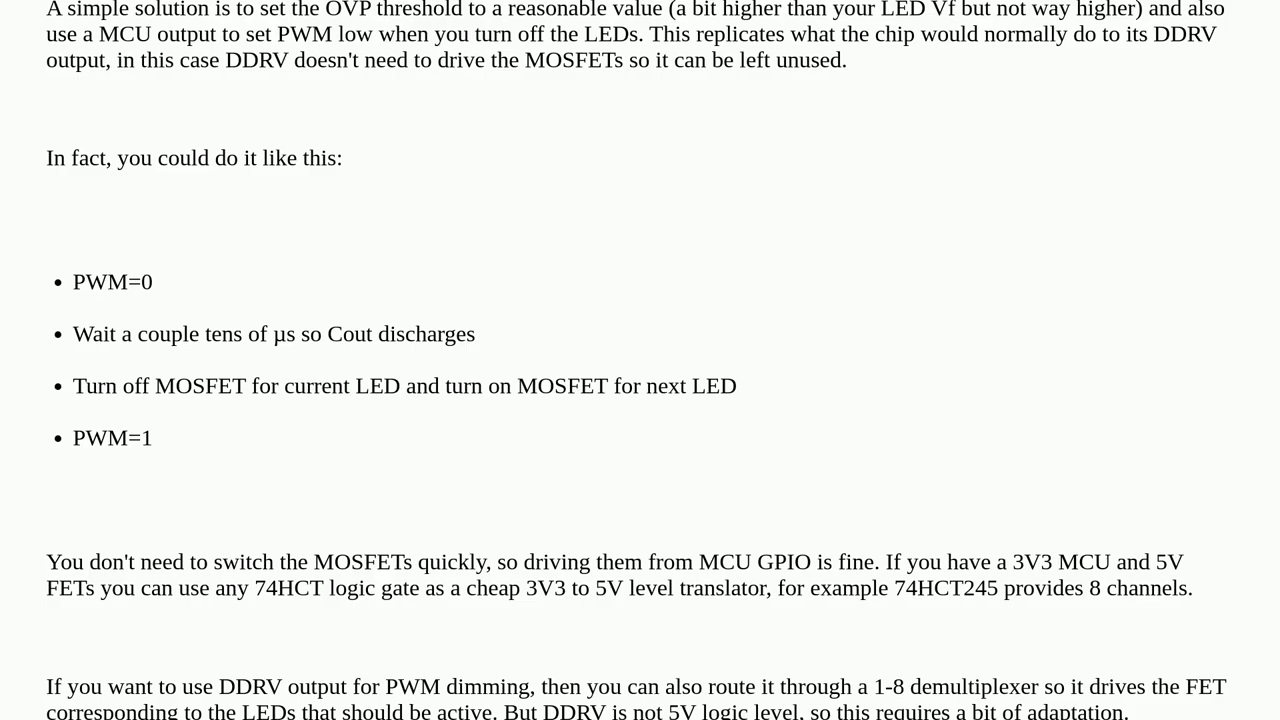 A simple solution is to set the OVP threshold to a reasonable value (a bit higher than your LED Vf but not way higher) and also
use a MCU output to set PWM low when you turn off the LEDs. This replicates what the chip would normally do to its DDRV
output, in this case DDRV doesn't need to drive the MOSFETs so it can be left unused.
In fact, you could do it like this:
• PWM=0
• Wait a couple tens of µs so Cout discharges
• Turn off MOSFET for current LED and turn on MOSFET for next LED
• PWM=1
You don't need to switch the MOSFETs quickly, so driving them from MCU GPIO is fine. If you have a 3V3 MCU and 5V
FETs you can use any 74HCT logic gate as a cheap 3V3 to 5V level translator, for example 74HCT245 provides 8 channels.
If you want to use DDRV output for PWM dimming, then you can also route it through a 1-8 demultiplexer so it drives the FET
corresponding to the LEDs that should be active. But DDRV is not 5V logic level, so this requires a bit of adaptation.